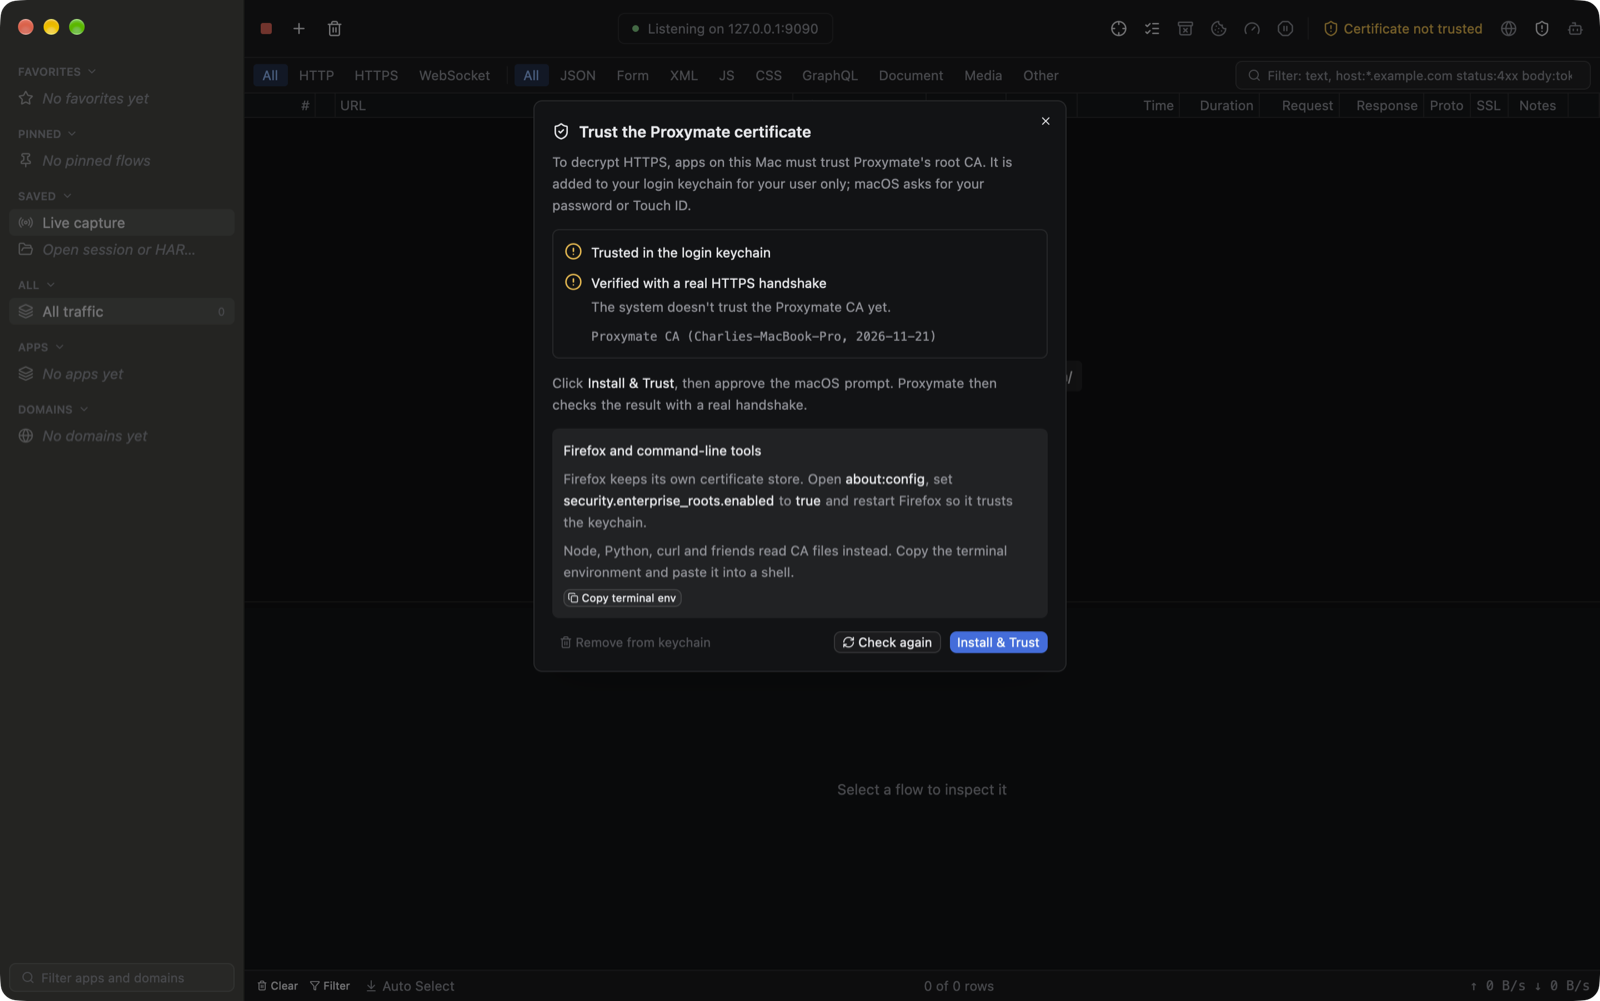 Listening on 127.0.0.1:9090
Certificate not trusted
FAVORITES
No favorites yet
PINNED
No pinned flows
SAVED
Live capture
Open session or HAR...
ALL
All traffic 0
APPS
No apps yet
DOMAINS
No domains yet
Filter apps and domains
All HTTP HTTPS WebSocket All JSON Form XML JS CSS GraphQL Document Media Other
Filter: text, host:*.example.com status:4xx body:tok
# URL Time Duration Request Response Proto SSL Notes
Trust the Proxymate certificate
To decrypt HTTPS, apps on this Mac must trust Proxymate's root CA. It is
added to your login keychain for your user only; macOS asks for your
password or Touch ID.
Trusted in the login keychain
Verified with a real HTTPS handshake
The system doesn't trust the Proxymate CA yet.
Proxymate CA (Charlies-MacBook-Pro, 2026-11-21)
Click Install & Trust, then approve the macOS prompt. Proxymate then
checks the result with a real handshake.
Firefox and command-line tools
Firefox keeps its own certificate store. Open about:config, set
security.enterprise_roots.enabled to true and restart Firefox so it trusts
the keychain.
Node, Python, curl and friends read CA files instead. Copy the terminal
environment and paste it into a shell.
Copy terminal env
Remove from keychain Check again Install & Trust
/
Select a flow to inspect it
Clear Filter Auto Select
0 of 0 rows
↑ 0 B/s ↓ 0 B/s